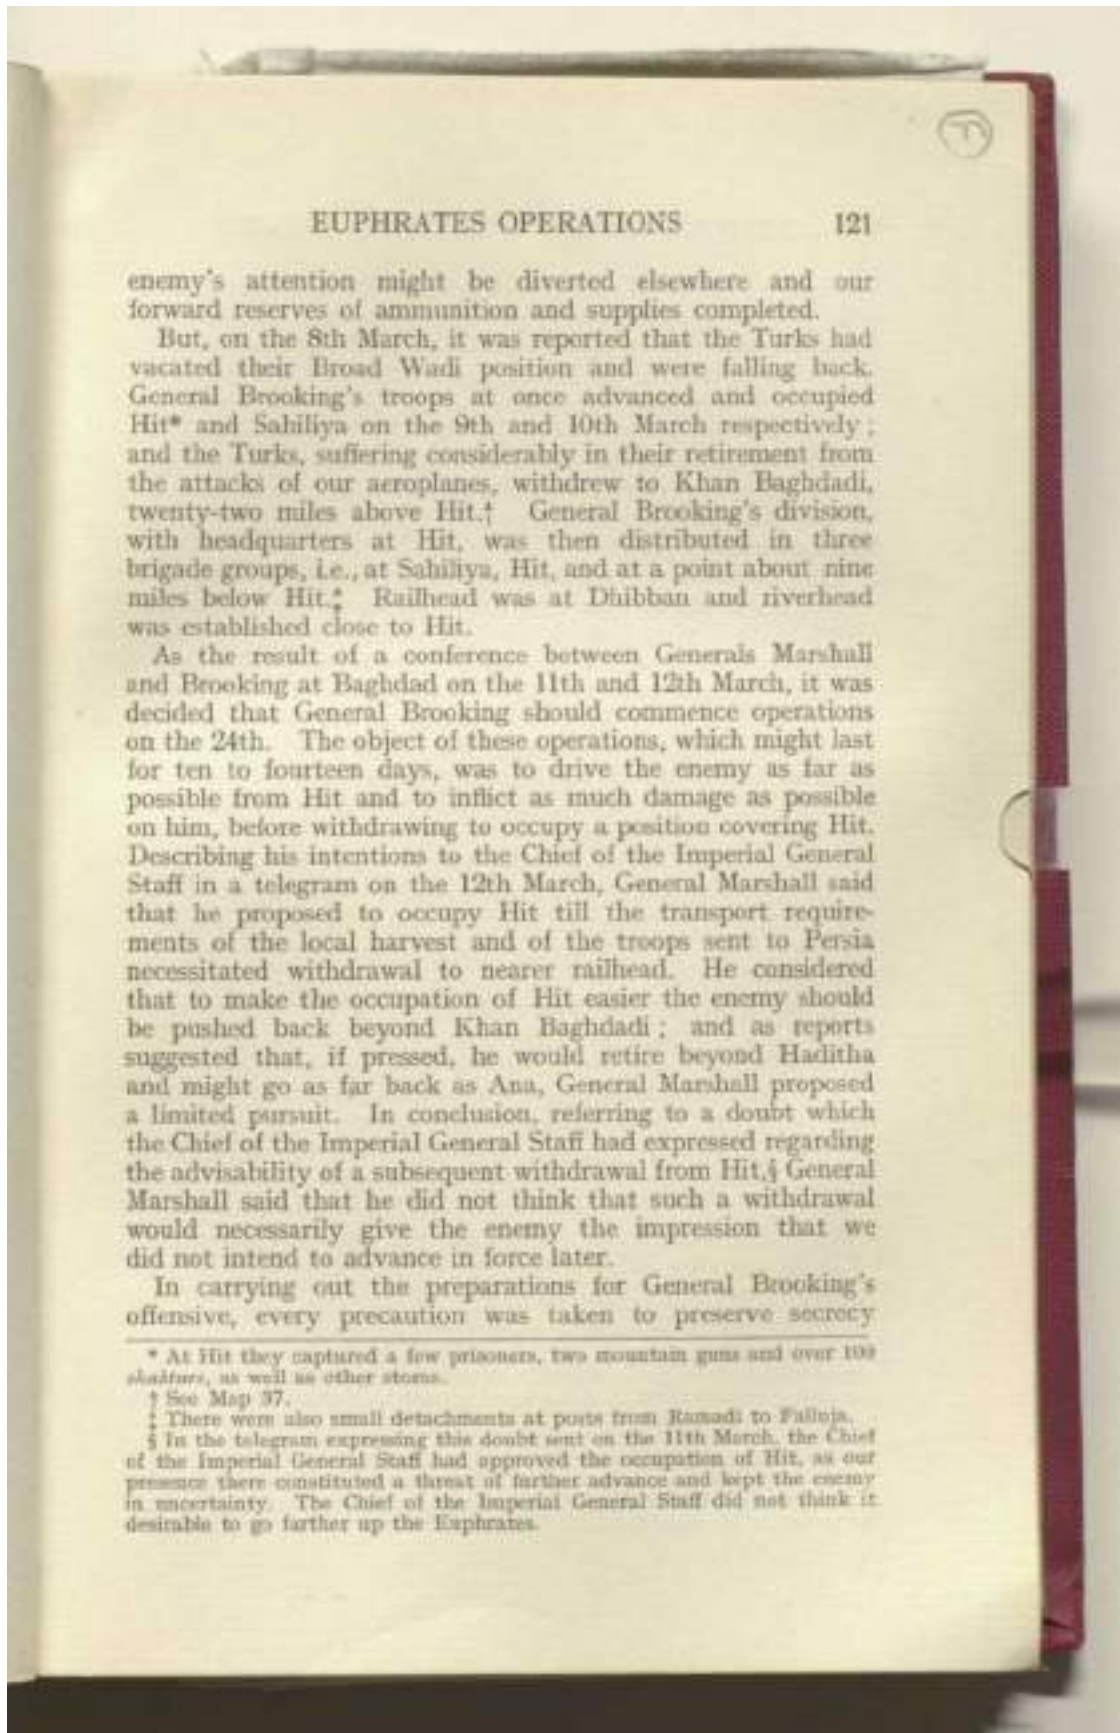 EUPHRATES OPERATIONS 121
enemy's attention might be diverted elsewhere and our
forward reserves of ammunition and supplies completed.
But, on the 8th March, it was reported that the Turks had
vacated their Broad Wadi position and were falling back.
General Brooking's troops at once advanced and occupied
Hit* and Sahiliya on the 9th and 10th March respectively;
and the Turks, suffering considerably in their retirement from
the attacks of our aeroplanes, withdrew to Khan Baghdadi,
twenty-two miles above Hit.† General Brooking's division,
with headquarters at Hit, was then distributed in three
brigade groups, i.e., at Sahiliya, Hit, and at a point about nine
miles below Hit.‡ Railhead was at Dhibban and riverhead
was established close to Hit.
As the result of a conference between Generals Marshall
and Brooking at Baghdad on the 11th and 12th March, it was
decided that General Brooking should commence operations
on the 24th. The object of these operations, which might last
for ten to fourteen days, was to drive the enemy as far as
possible from Hit and to inflict as much damage as possible
on him, before withdrawing to occupy a position covering Hit.
Describing his intentions to the Chief of the Imperial General
Staff in a telegram on the 12th March, General Marshall said
that he proposed to occupy Hit till the transport require-
ments of the local harvest and of the troops sent to Persia
necessitated withdrawal to nearer railhead. He considered
that to make the occupation of Hit easier the enemy should
be pushed back beyond Khan Baghdadi; and as reports
suggested that, if pressed, he would retire beyond Haditha
and might go as far back as Ana, General Marshall proposed
a limited pursuit. In conclusion, referring to a doubt which
the Chief of the Imperial General Staff had expressed regarding
the advisability of a subsequent withdrawal from Hit,§ General
Marshall said that he did not think that such a withdrawal
would necessarily give the enemy the impression that we
did not intend to advance in force later.
In carrying out the preparations for General Brooking's
offensive, every precaution was taken to preserve secrecy
* At Hit they captured a few prisoners, two mountain guns and over 100
shakturs, as well as other stores.
† See Map 37.
‡ There were also small detachments at posts from Ramadi to Falluja.
§ In the telegram expressing this doubt sent on the 11th March, the Chief
of the Imperial General Staff had approved the occupation of Hit, as our
presence there constituted a threat of further advance and kept the enemy
in uncertainty. The Chief of the Imperial General Staff did not think it
desirable to go farther up the Euphrates.